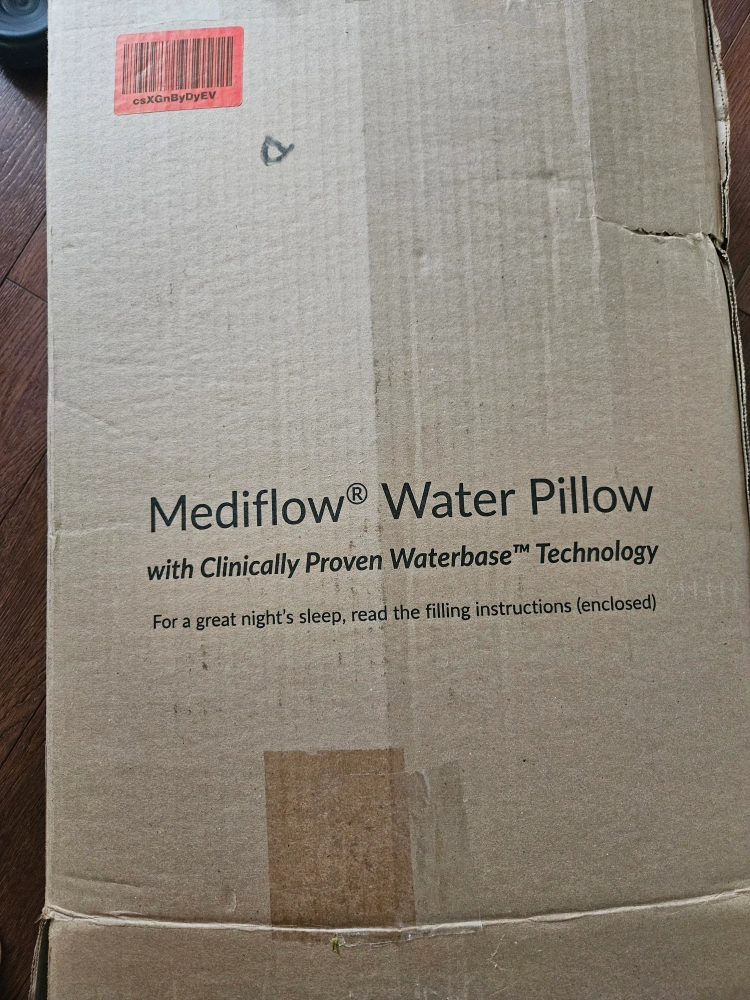 csXGnByDyEV
Mediflow® Water Pillow
with Clinically Proven Waterbase™ Technology
For a great night's sleep, read the filling instructions (enclosed)